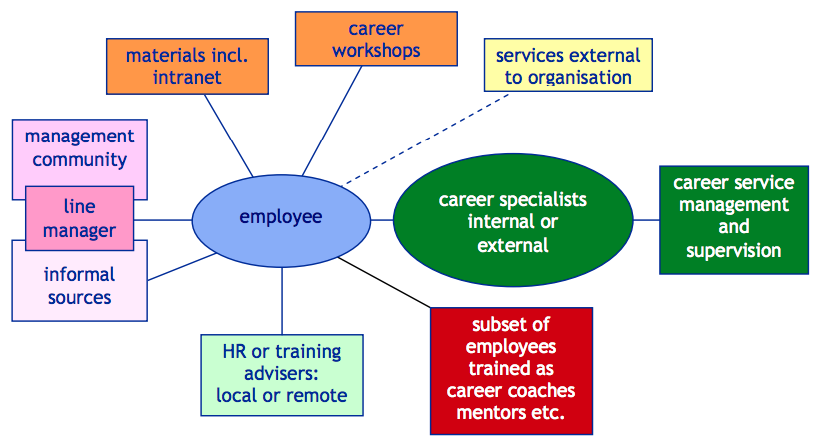 career
workshops
materials incl.
intranet
services external
to organisation
management
community
line
manager
informal
sources
employee
career specialists
internal or
external
career service
management
and
supervision
HR or training
advisers:
local or remote
subset of
employees
trained as
career coaches
mentors etc.